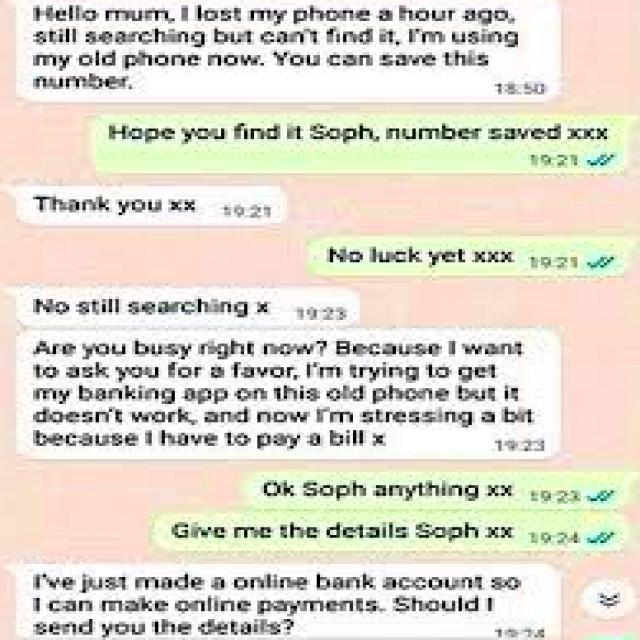 Hello mum, I lost my phone a hour ago,
still searching but can't find it, I'm using
my old phone now. You can save this
number.
18:50
Hope you find it Soph, number saved xxx
19:21
Thank you xx 19:21
No luck yet xxx 19:21
No still searching x 19:23
Are you busy right now? Because I want
to ask you for a favor, I'm trying to get
my banking app on this old phone but it
doesn't work, and now I'm stressing a bit
because I have to pay a bill x 19:23
Ok Soph anything xx 19:23
Give me the details Soph xx 19:24
I've just made a online bank account so
I can make online payments. Should I
send you the details? 19:24